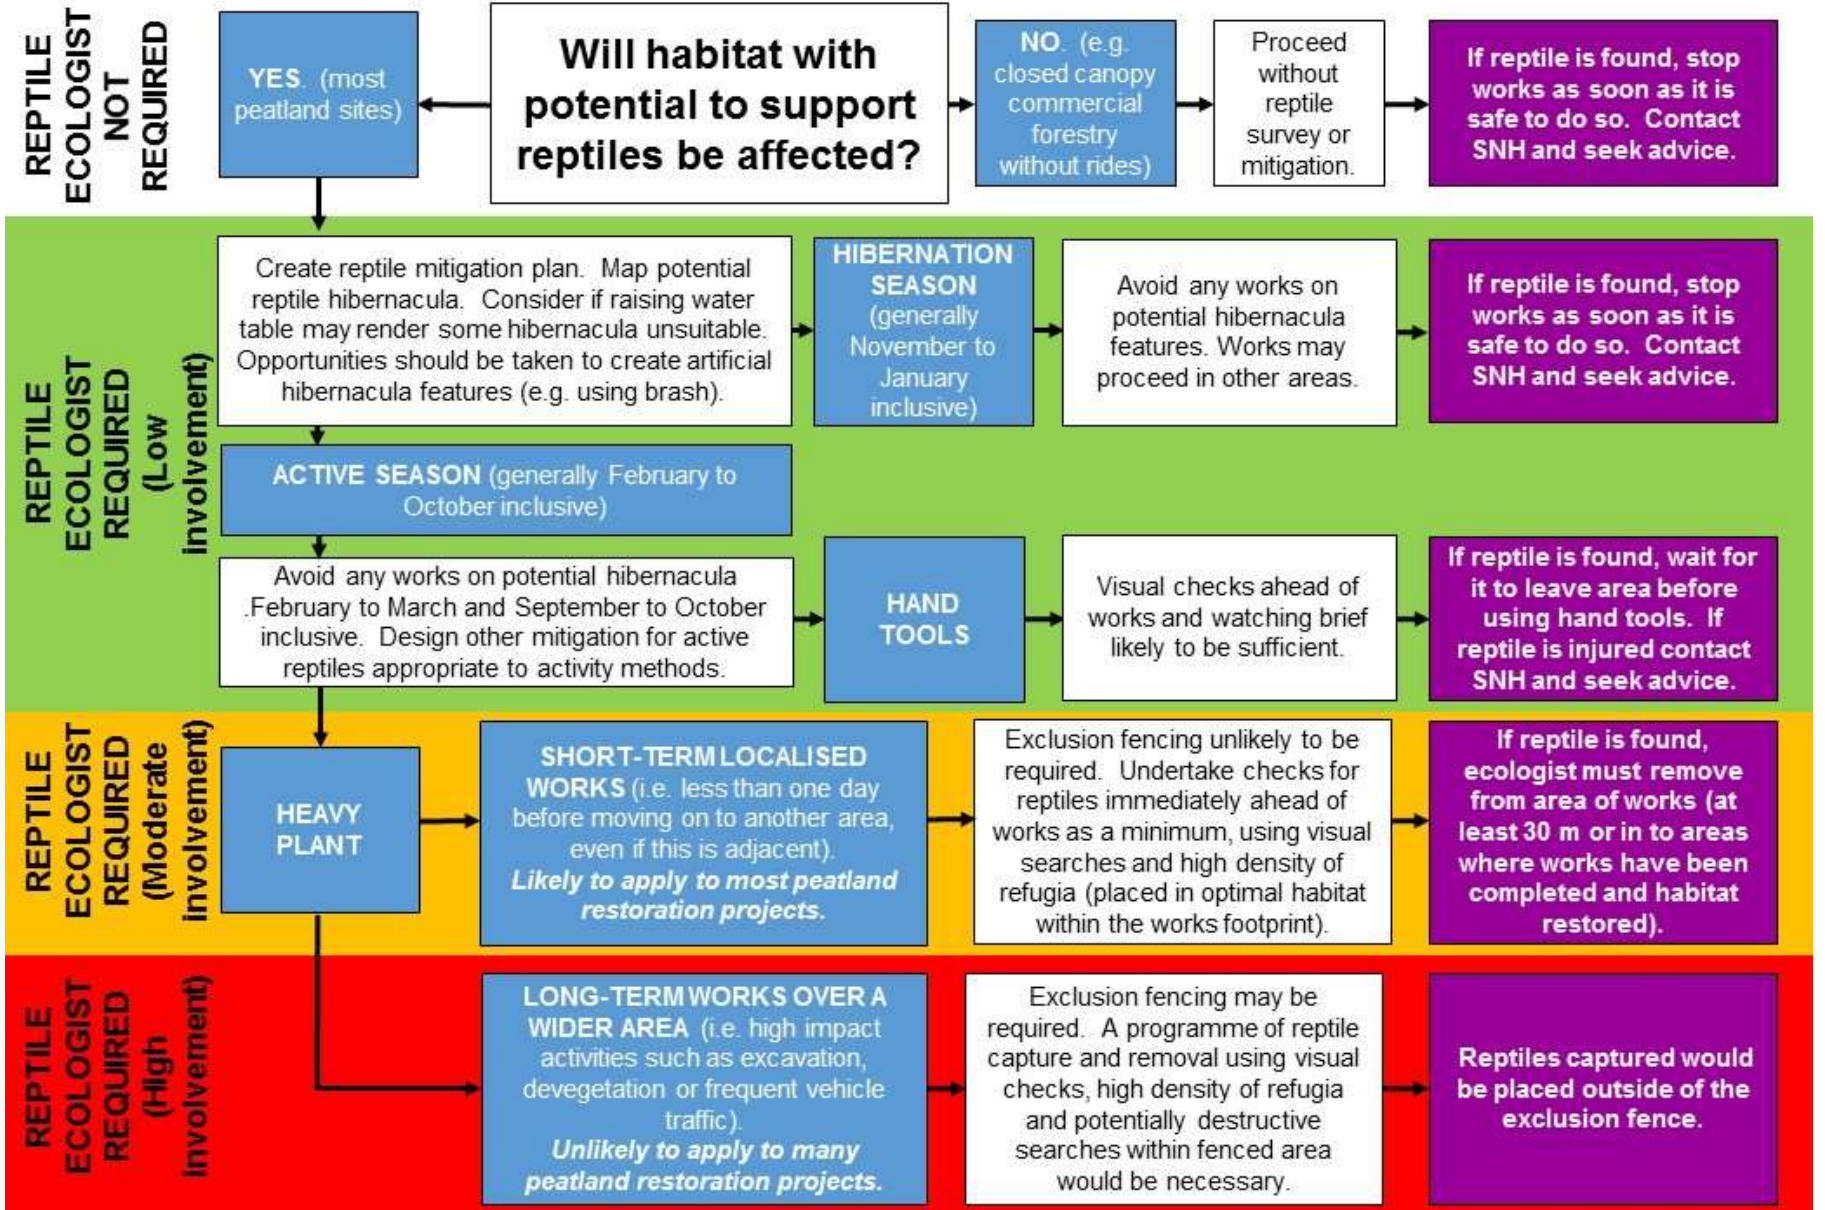 REPTILE
ECOLOGIST
NOT
REQUIRED
YES. (most
peatland sites)
Will habitat with
potential to support
reptiles be affected?
NO. (e.g.
closed canopy
commercial
forestry
without rides)
Proceed
without
reptile
survey or
mitigation.
If reptile is found, stop
works as soon as it is
safe to do so. Contact
SNH and seek advice.
REPTILE
ECOLOGIST
REQUIRED
(Low
involvement)
Create reptile mitigation plan. Map potential
reptile hibernacula. Consider if raising water
table may render some hibernacula unsuitable.
Opportunities should be taken to create artificial
hibernacula features (e.g. using brash).
HIBERNATION
SEASON
(generally
November to
January
inclusive)
Avoid any works on
potential hibernacula
features. Works may
proceed in other areas.
If reptile is found, stop
works as soon as it is
safe to do so. Contact
SNH and seek advice.
ACTIVE SEASON (generally February to
October inclusive)
Avoid any works on potential hibernacula
.February to March and September to October
inclusive. Design other mitigation for active
reptiles appropriate to activity methods.
HAND
TOOLS
Visual checks ahead of
works and watching brief
likely to be sufficient.
If reptile is found, wait for
it to leave area before
using hand tools. If
reptile is injured contact
SNH and seek advice.
REPTILE
ECOLOGIST
REQUIRED
(Moderate
involvement)
HEAVY
PLANT
SHORT-TERM LOCALISED
WORKS (i.e. less than one day
before moving on to another area,
even if this is adjacent).
Likely to apply to most peatland
restoration projects.
Exclusion fencing unlikely to be
required. Undertake checks for
reptiles immediately ahead of
works as a minimum, using visual
searches and high density of
refugia (placed in optimal habitat
within the works footprint).
If reptile is found,
ecologist must remove
from area of works (at
least 30 m or in to areas
where works have been
completed and habitat
restored).
REPTILE
ECOLOGIST
REQUIRED
(High
involvement)
LONG-TERM WORKS OVER A
WIDER AREA (i.e. high impact
activities such as excavation,
devegetation or frequent vehicle
traffic).
Unlikely to apply to many
peatland restoration projects.
Exclusion fencing may be
required. A programme of reptile
capture and removal using visual
checks, high density of refugia
and potentially destructive
searches within fenced area
would be necessary.
Reptiles captured would
be placed outside of the
exclusion fence.